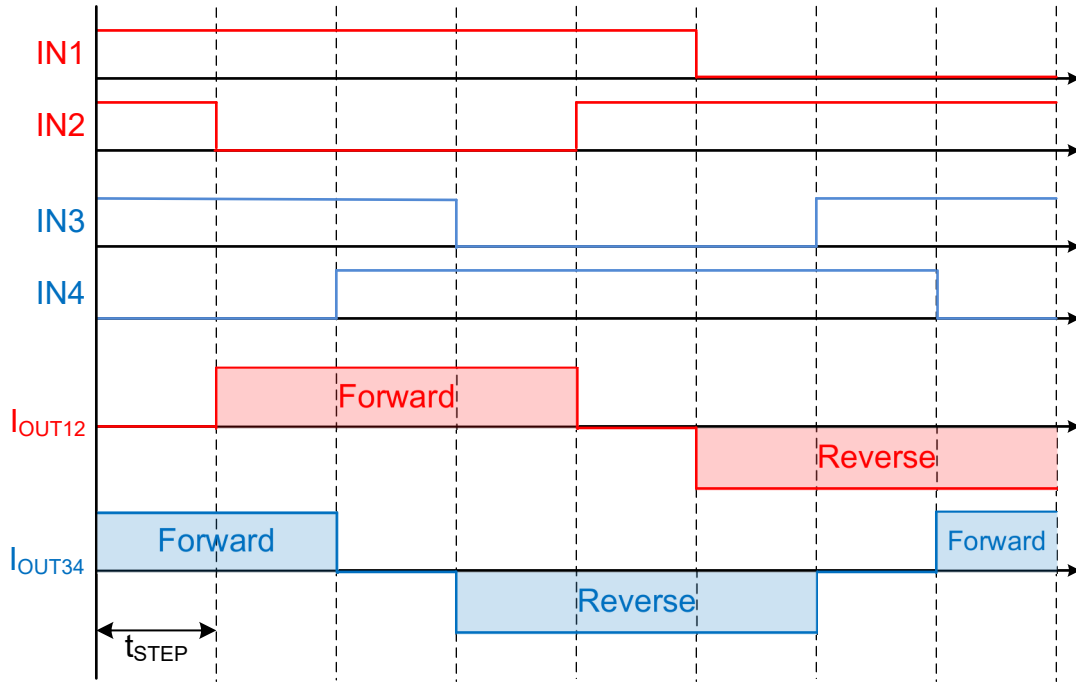 IN1
IN2
IN3
IN4
Forward
IOUT12
Reverse
Forward
Forward
IOUT34
Reverse
tSTEP